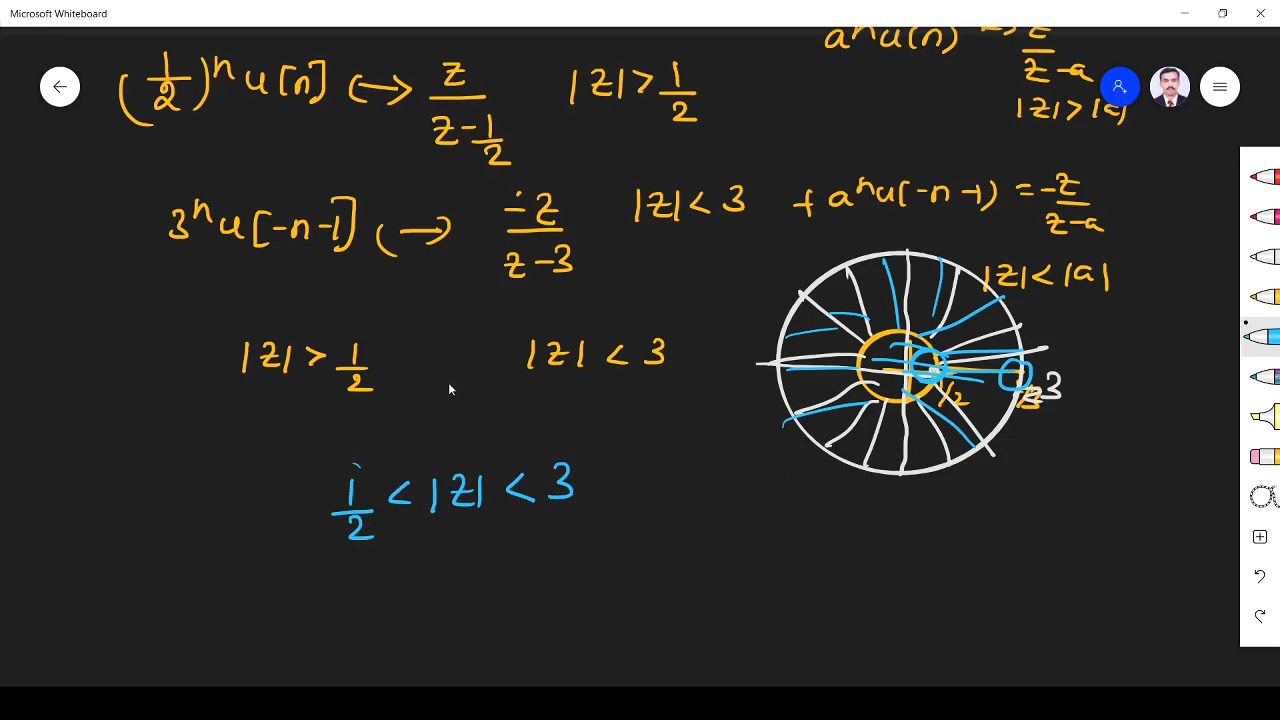 Microsoft Whiteboard
a^n u(n) → z/(z-a)
(1/2)^n u[n] ⟷ z/(z-1/2) |z| > 1/2
|z| > |a|
3^n u[-n-1] ⟷ -z/(z-3) |z| < 3 + a^n u(-n-1) = -z/(z-a)
|z| < |a|
|z| > 1/2 |z| < 3
1/2 3
1/2 < |z| < 3